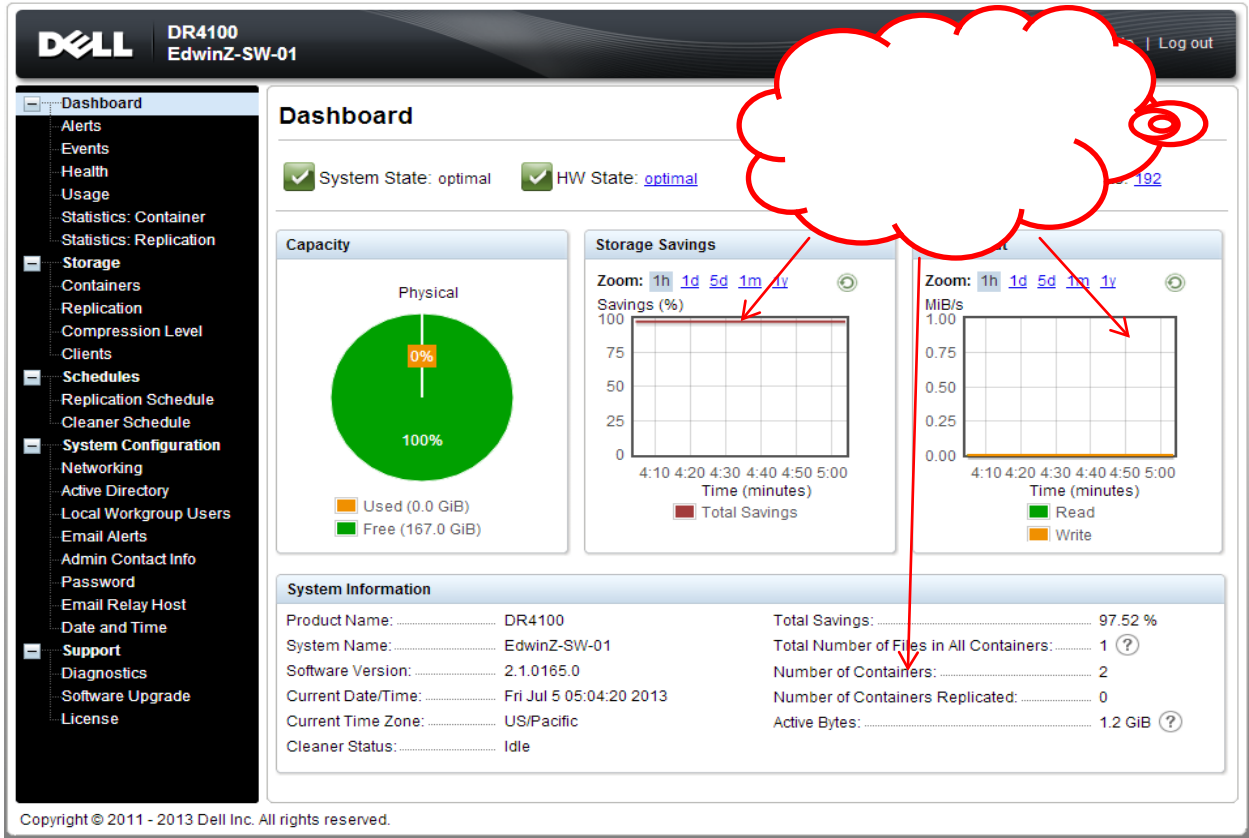 DELL
DR4100
EdwinZ-SW-01
| Log out
Dashboard
Alerts
Events
Health
Usage
Statistics: Container
Statistics: Replication
Storage
Containers
Replication
Compression Level
Clients
Schedules
Replication Schedule
Cleaner Schedule
System Configuration
Networking
Active Directory
Local Workgroup Users
Email Alerts
Admin Contact Info
Password
Email Relay Host
Date and Time
Support
Diagnostics
Software Upgrade
License
Dashboard
System State: optimal HW State: optimal 192
Capacity
Physical
0%
100%
Used (0.0 GiB)
Free (167.0 GiB)
Storage Savings
Zoom: 1h 1d 5d 1m 1y
Savings (%)
100
75
50
25
0
4:10 4:20 4:30 4:40 4:50 5:00
Time (minutes)
Total Savings
Zoom: 1h 1d 5d 1m 1y
MiB/s
1.00
0.75
0.50
0.25
0.00
4:10 4:20 4:30 4:40 4:50 5:00
Time (minutes)
Read
Write
System Information
Product Name: DR4100
System Name: EdwinZ-SW-01
Software Version: 2.1.0165.0
Current Date/Time: Fri Jul 5 05:04:20 2013
Current Time Zone: US/Pacific
Cleaner Status: Idle
Total Savings: 97.52 %
Total Number of Files in All Containers: 1 ?
Number of Containers: 2
Number of Containers Replicated: 0
Active Bytes: 1.2 GiB ?
Copyright © 2011 - 2013 Dell Inc. All rights reserved.